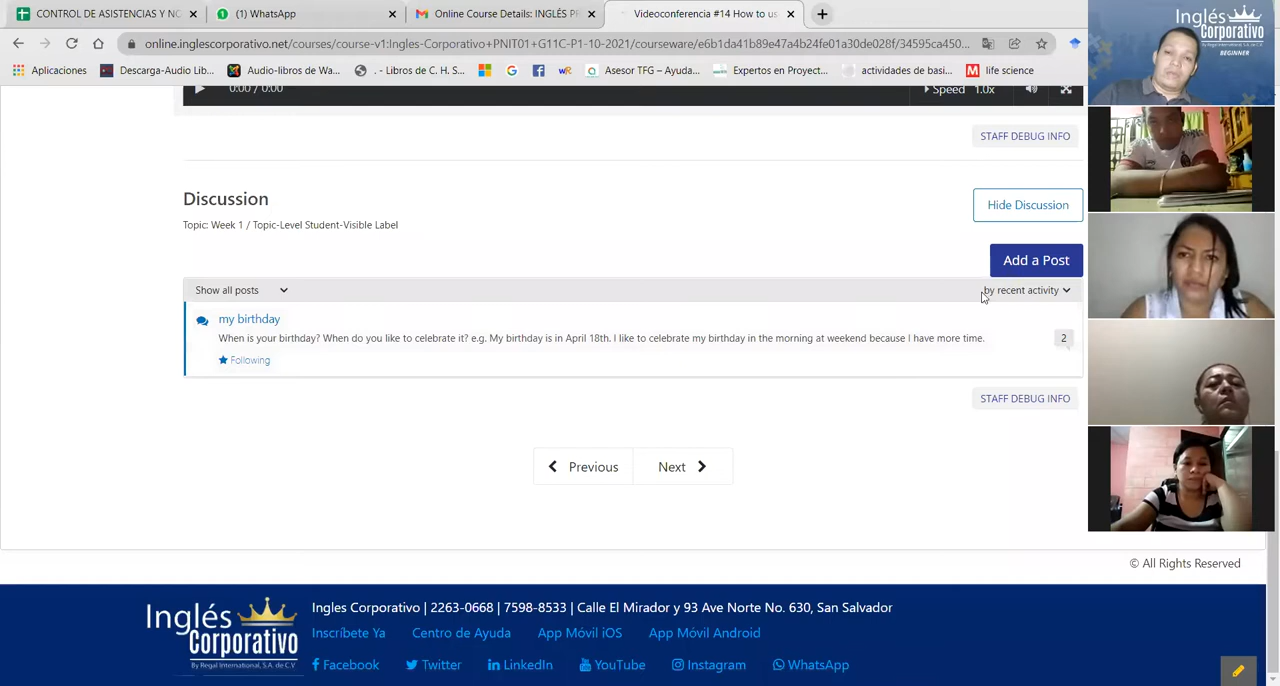 CONTROL DE ASISTENCIAS Y NO
(1) WhatsApp
Online Course Details: INGLÉS PR
Videoconferencia #14 How to us
online.inglescorporativo.net/courses/course-v1:Ingles-Corporativo+PNIT01+G11C-P1-10-2021/courseware/e6b1da41b89e47a4b24fe01a30de028f/34595ca450...
Aplicaciones
Descarga-Audio Lib...
Audio-libros de Wa...
. - Libros de C. H. S...
Asesor TFG – Ayuda...
Expertos en Proyect...
actividades de basi...
life science
Inglés
Corporativo
By Regal International, S.A. de C.V
BEGINNER
0:00 / 0:00
Speed 1.0x
STAFF DEBUG INFO
Discussion
Hide Discussion
Topic: Week 1 / Topic-Level Student-Visible Label
Add a Post
Show all posts
by recent activity
my birthday
When is your birthday? When do you like to celebrate it? e.g. My birthday is in April 18th. I like to celebrate my birthday in the morning at weekend because I have more time.
2
Following
STAFF DEBUG INFO
Previous
Next
© All Rights Reserved
Inglés
Corporativo
By Regal International, S.A. de C.V
Ingles Corporativo | 2263-0668 | 7598-8533 | Calle El Mirador y 93 Ave Norte No. 630, San Salvador
Inscríbete Ya
Centro de Ayuda
App Móvil iOS
App Móvil Android
Facebook
Twitter
LinkedIn
YouTube
Instagram
WhatsApp